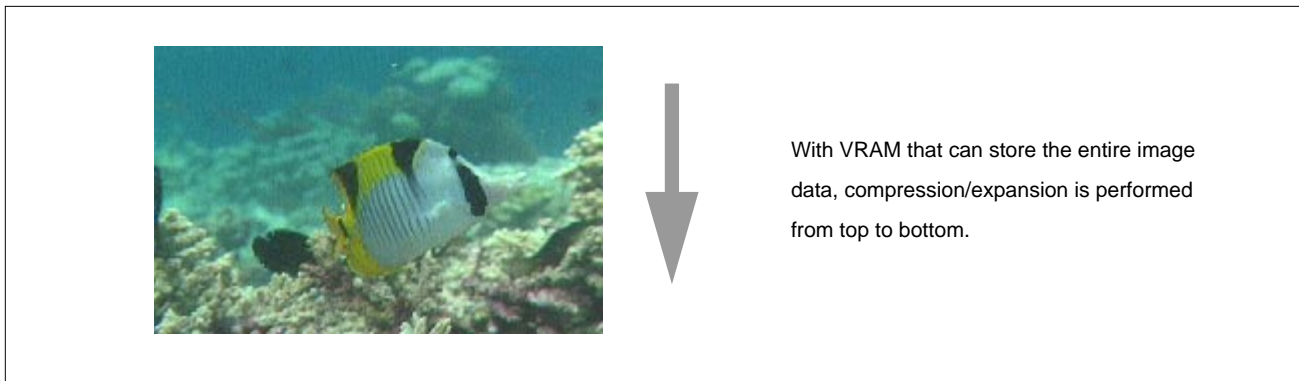 With VRAM that can store the entire image
data, compression/expansion is performed
from top to bottom.